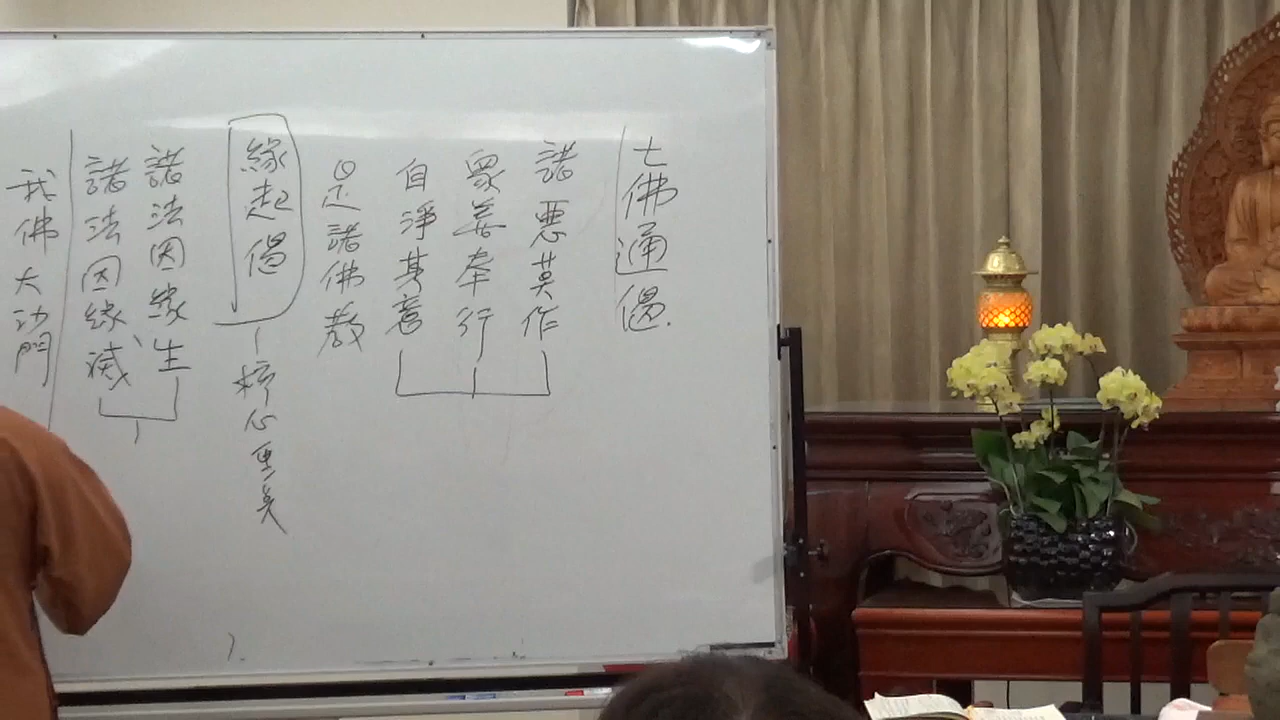 七佛通偈.
諸惡莫作
眾善奉行
自淨其意
是諸佛教
緣起偈
核心要義
諸法因緣生、
諸法因緣滅
我佛大沙門